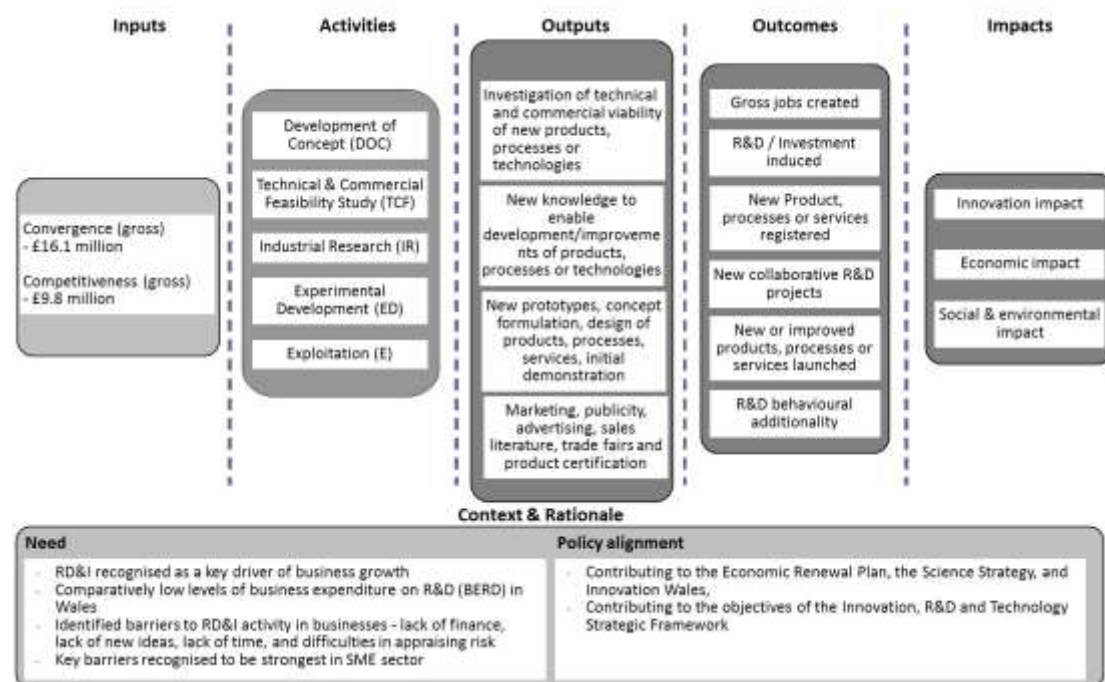 Inputs
Activities
Outputs
Outcomes
Impacts
Convergence (gross)
- £16.1 million
Competitiveness (gross)
- £9.8 million
Development of
Concept (DOC)
Technical & Commercial
Feasibility Study (TCF)
Industrial Research (IR)
Experimental
Development (ED)
Exploitation (E)
Investigation of technical
and commercial viability
of new products,
processes or
technologies
New knowledge to
enable
development/improveme
nts of products,
processes or technologies
New prototypes, concept
formulation, design of
products, processes,
services, initial
demonstration
Marketing, publicity,
advertising, sales
literature, trade fairs and
product certification
Gross jobs created
R&D / Investment
induced
New Product,
processes or services
registered
New collaborative R&D
projects
New or improved
products, processes or
services launched
R&D behavioural
additionality
Innovation impact
Economic impact
Social & environmental
impact
Context & Rationale
Need
- RD&I recognised as a key driver of business growth
- Comparatively low levels of business expenditure on R&D (BERD) in
Wales
- Identified barriers to RD&I activity in businesses - lack of finance,
lack of new ideas, lack of time, and difficulties in appraising risk
- Key barriers recognised to be strongest in SME sector
Policy alignment
- Contributing to the Economic Renewal Plan, the Science Strategy, and
Innovation Wales,
- Contributing to the objectives of the Innovation, R&D and Technology
Strategic Framework